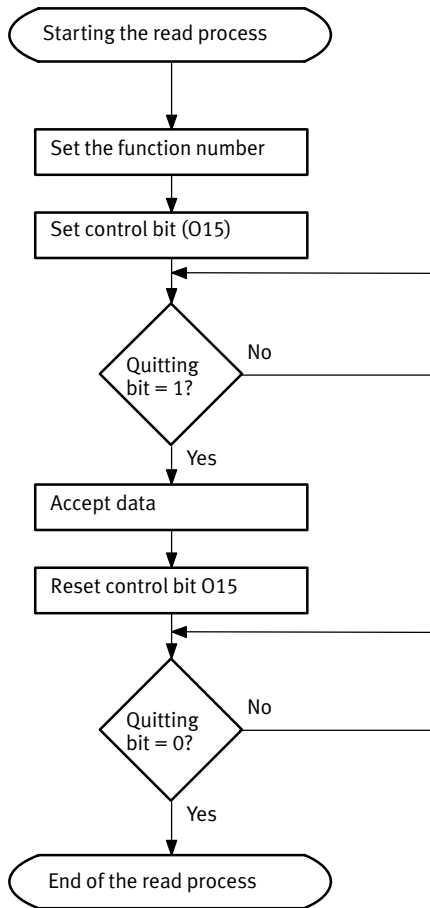 Starting the read process
Set the function number
Set control bit (O15)
Quitting
bit = 1?
No
Yes
Accept data
Reset control bit O15
Quitting
bit = 0?
No
Yes
End of the read process